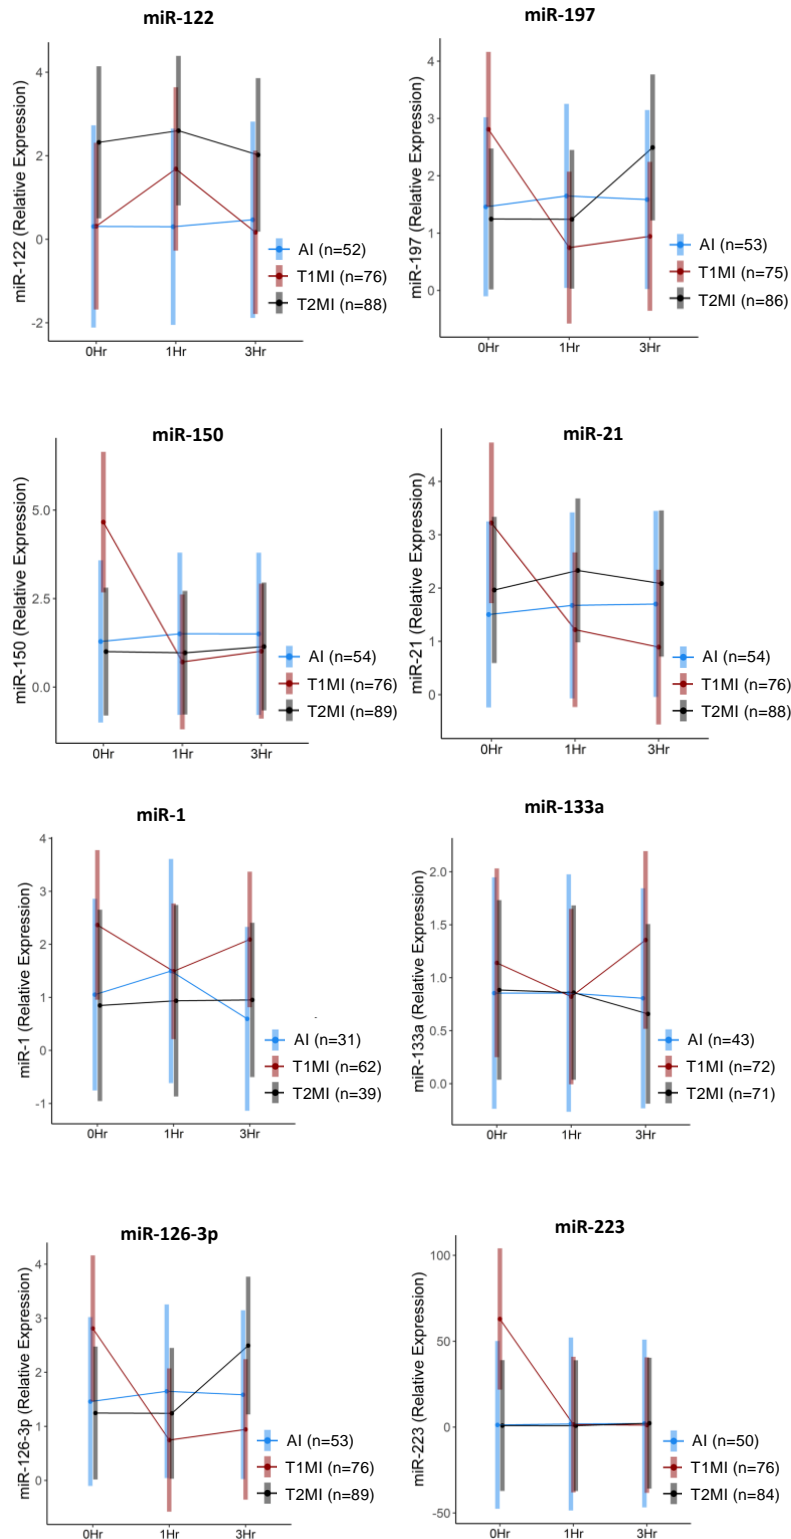 miR-122
miR-122 (Relative Expression)
4
2
0
-2
0Hr 1Hr 3Hr
AI (n=52)
T1MI (n=76)
T2MI (n=88)
miR-197
miR-197 (Relative Expression)
4
3
2
1
0
0Hr 1Hr 3Hr
AI (n=53)
T1MI (n=75)
T2MI (n=86)
miR-150
miR-150 (Relative Expression)
5.0
2.5
0.0
0Hr 1Hr 3Hr
AI (n=54)
T1MI (n=76)
T2MI (n=89)
miR-21
miR-21 (Relative Expression)
4
3
2
1
0
0Hr 1Hr 3Hr
AI (n=54)
T1MI (n=76)
T2MI (n=88)
miR-1
miR-1 (Relative Expression)
4
3
2
1
0
-1
0Hr 1Hr 3Hr
AI (n=31)
T1MI (n=62)
T2MI (n=39)
miR-133a
miR-133a (Relative Expression)
2.0
1.5
1.0
0.5
0.0
0Hr 1Hr 3Hr
AI (n=43)
T1MI (n=72)
T2MI (n=71)
miR-126-3p
miR-126-3p (Relative Expression)
4
3
2
1
0
0Hr 1Hr 3Hr
AI (n=53)
T1MI (n=76)
T2MI (n=89)
miR-223
miR-223 (Relative Expression)
100
50
0
-50
0Hr 1Hr 3Hr
AI (n=50)
T1MI (n=76)
T2MI (n=84)